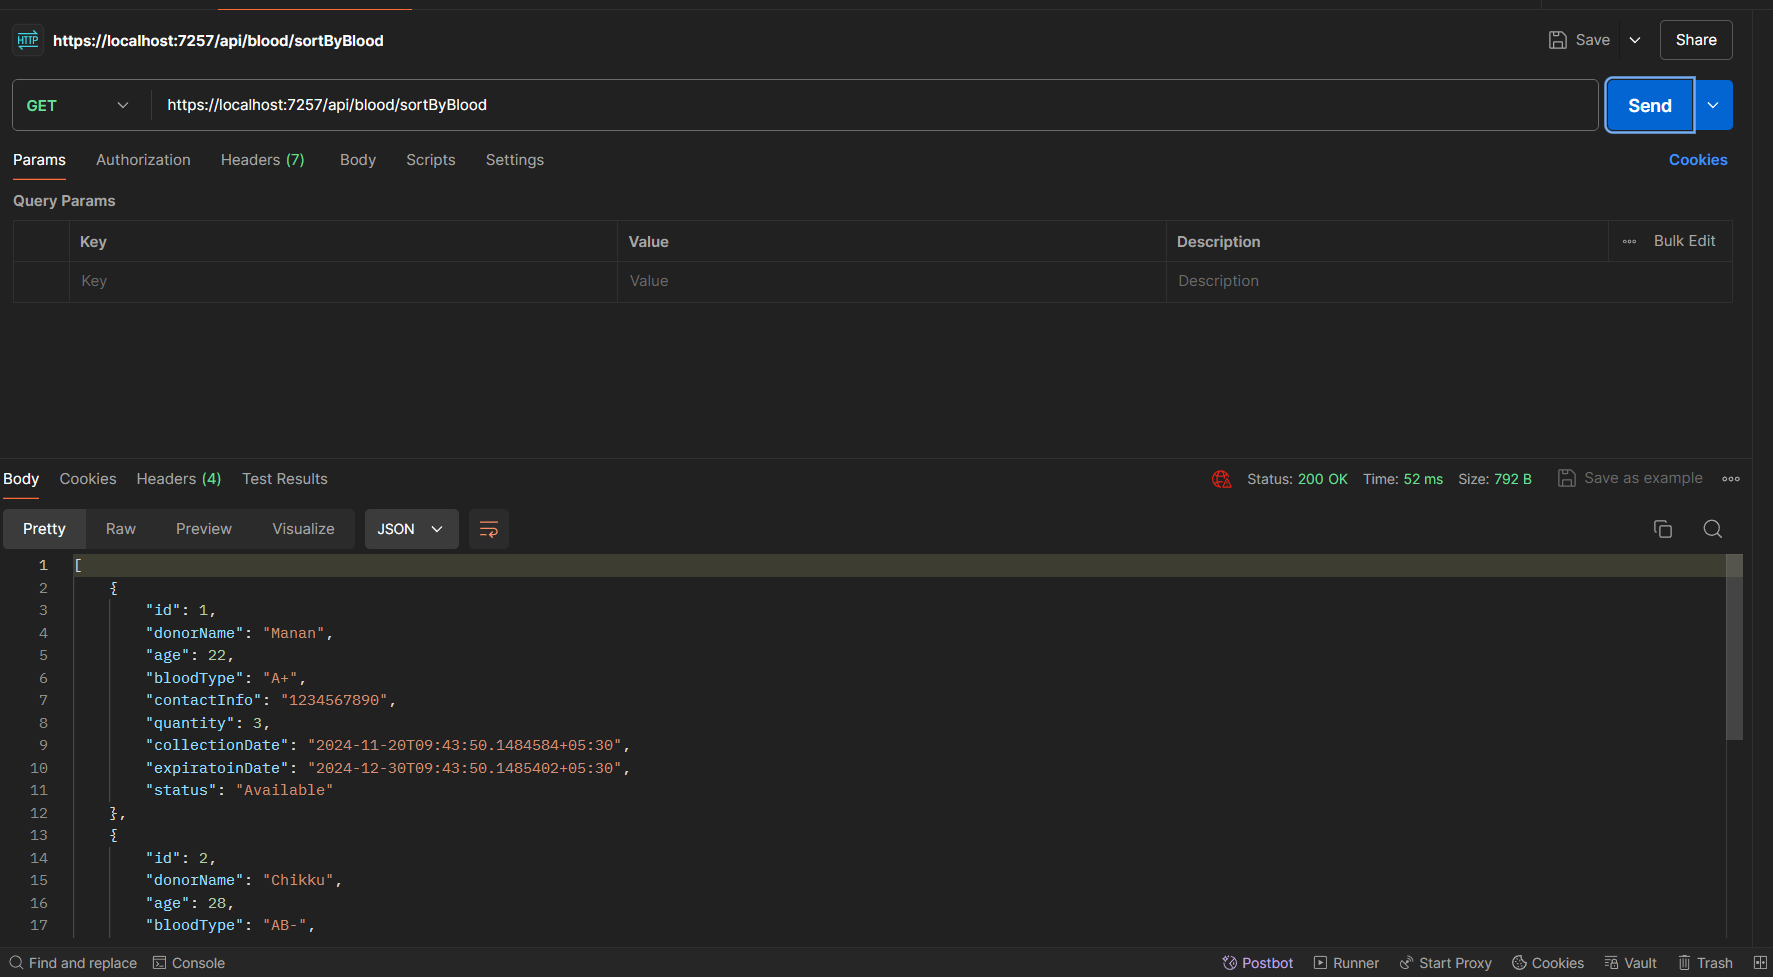 HTTP https://localhost:7257/api/blood/sortByBlood Save Share
GET https://localhost:7257/api/blood/sortByBlood Send
Params Authorization Headers (7) Body Scripts Settings Cookies
Query Params
Key Value Description Bulk Edit
Key Value Description
Body Cookies Headers (4) Test Results Status: 200 OK Time: 52 ms Size: 792 B Save as example
Pretty Raw Preview Visualize JSON
1 [
2 {
3 "id": 1,
4 "donorName": "Manan",
5 "age": 22,
6 "bloodType": "A+",
7 "contactInfo": "1234567890",
8 "quantity": 3,
9 "collectionDate": "2024-11-20T09:43:50.1484584+05:30",
10 "expiratoinDate": "2024-12-30T09:43:50.1485402+05:30",
11 "status": "Available"
12 },
13 {
14 "id": 2,
15 "donorName": "Chikku",
16 "age": 28,
17 "bloodType": "AB-",
Find and replace Console Postbot Runner Start Proxy Cookies Vault Trash